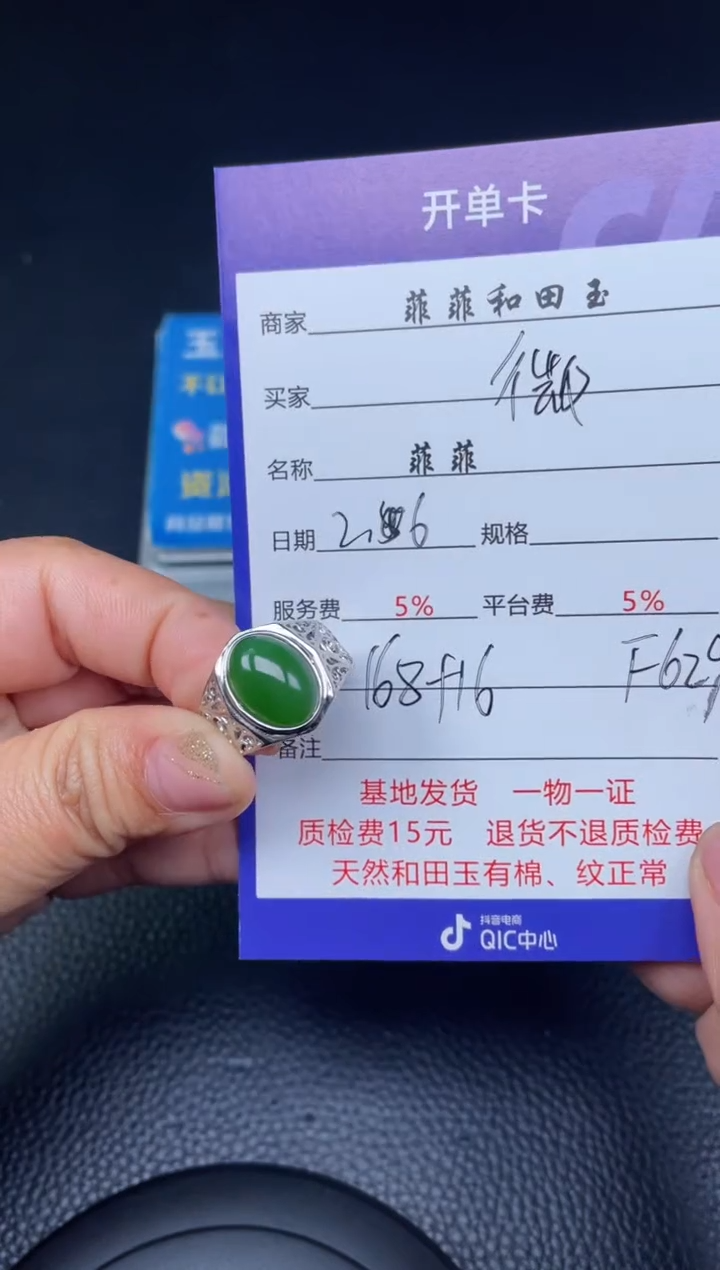 开单卡
商家 菲菲和田玉
买家
名称 菲菲
日期 规格
服务费 5% 平台费 5%
168+16 F629
备注
基地发货 一物一证
质检费15元 退货不退质检费
天然和田玉有棉、纹正常
抖音电商
QIC中心
玉